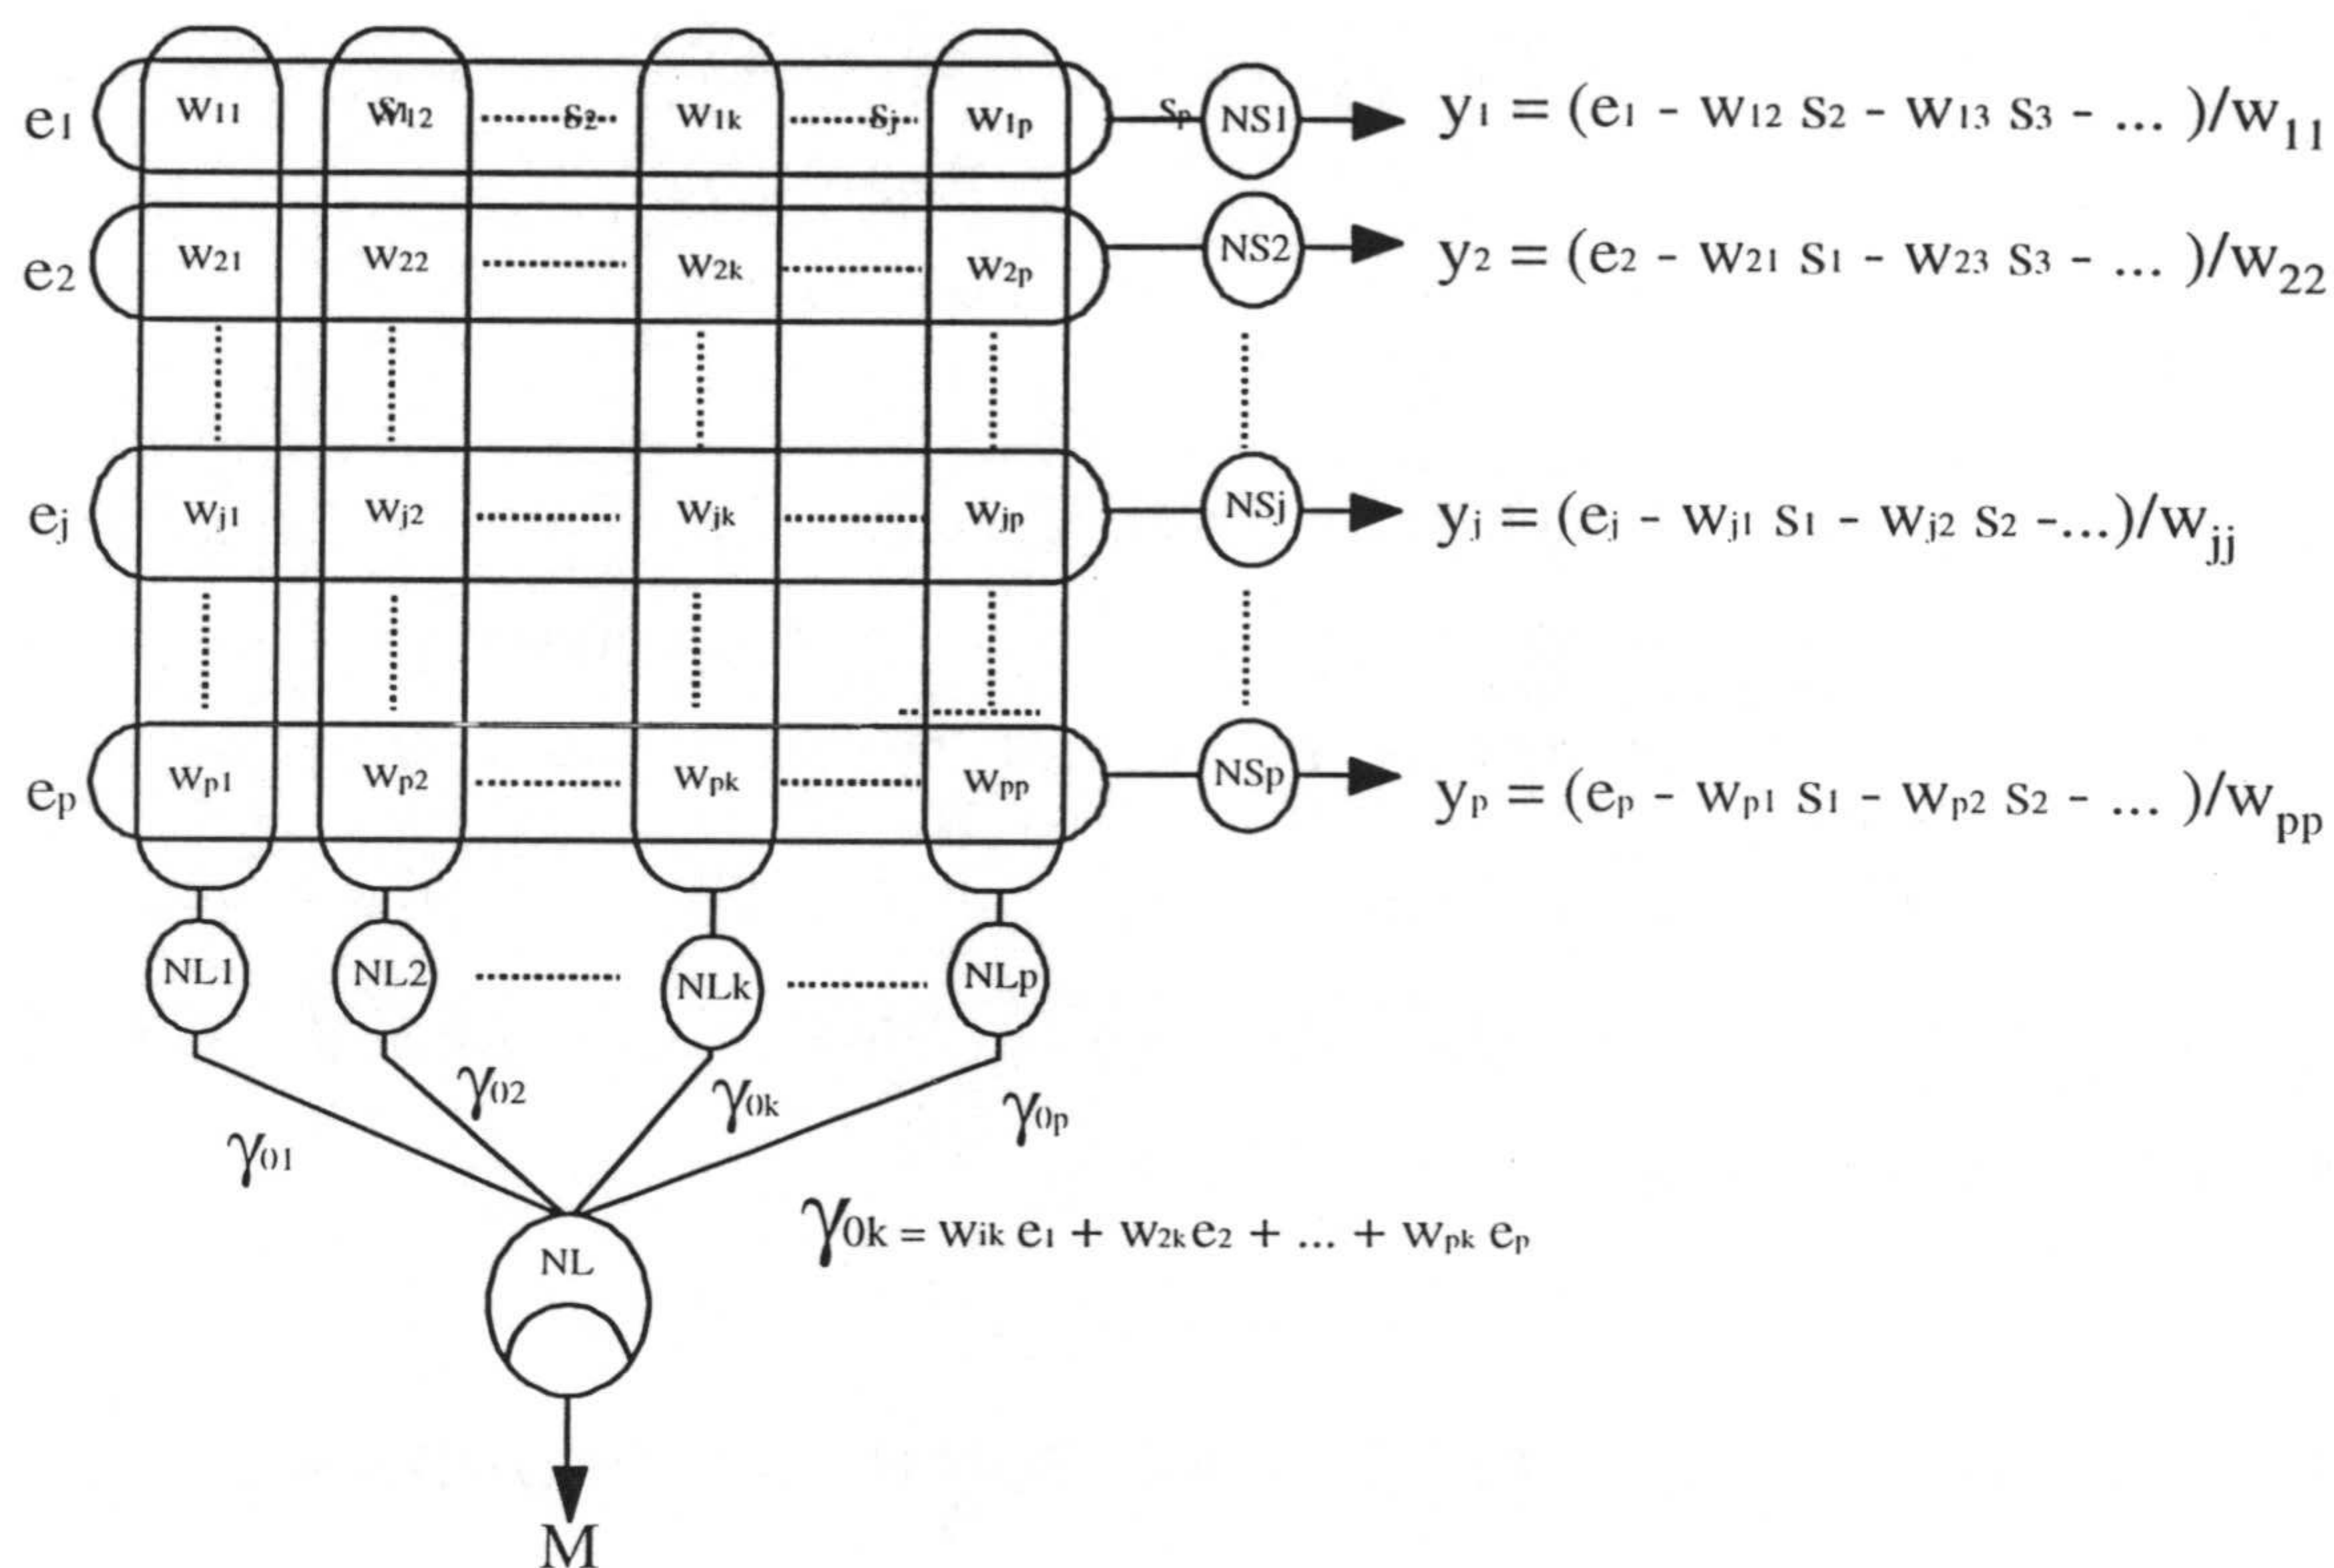 e1 w11 w12 s1 s2 w1k sj w1p sp NS1 y1 = (e1 - w12 s2 - w13 s3 - ... )/w11
e2 w21 w22 w2k w2p NS2 y2 = (e2 - w21 s1 - w23 s3 - ... )/w22
ej wj1 wj2 wjk wjp NSj yj = (ej - wj1 s1 - wj2 s2 -...)/wjj
ep wp1 wp2 wpk wpp NSp yp = (ep - wp1 s1 - wp2 s2 - ... )/wpp
NL1 NL2 NLk NLp
γ01 γ02 γ0k γ0p
γ0k = wik e1 + w2k e2 + ... + wpk ep
NL
M